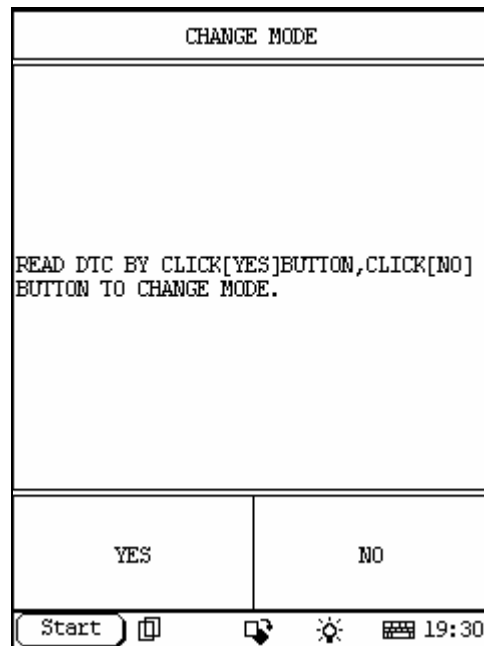 CHANGE MODE
READ DTC BY CLICK[YES]BUTTON,CLICK[NO]
BUTTON TO CHANGE MODE.
YES
NO
Start
19:30